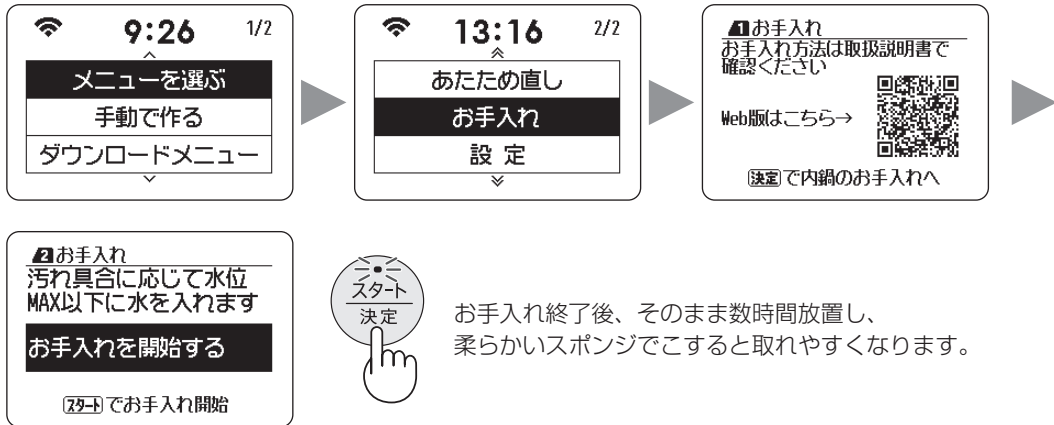 9:26 1/2
メニューを選ぶ
手動で作る
ダウンロードメニュー
13:16 2/2
あたため直し
お手入れ
設 定
1お手入れ
お手入れ方法は取扱説明書で
確認ください
Web版はこちら→
決定で内鍋のお手入れへ
2お手入れ
汚れ具合に応じて水位
MAX以下に水を入れます
お手入れを開始する
スタートでお手入れ開始
スタート
決定
お手入れ終了後、そのまま数時間放置し、
柔らかいスポンジでこすると取れやすくなります。